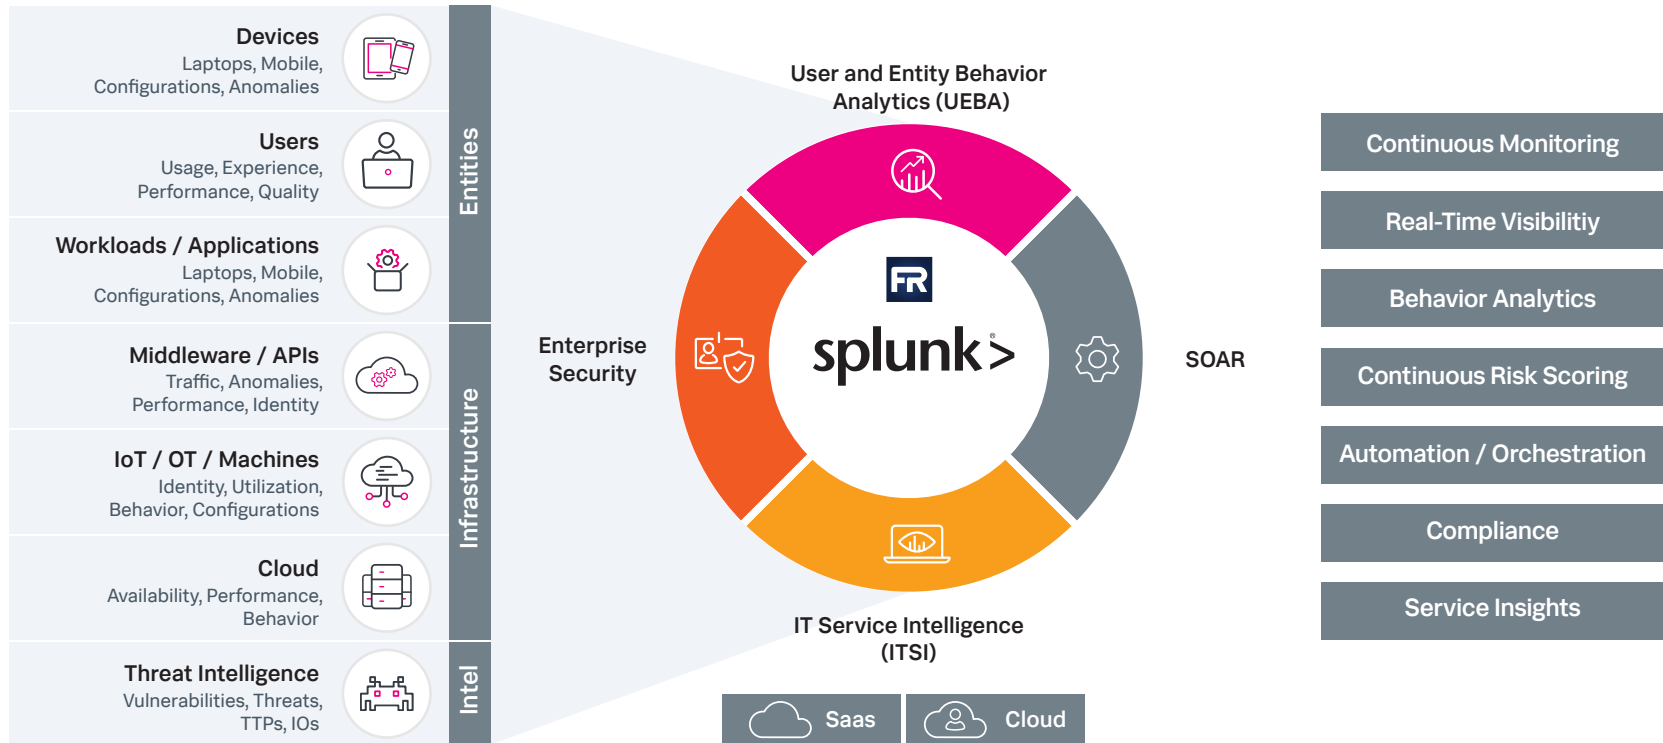 Devices
Laptops, Mobile,
Configurations, Anomalies
Users
Usage, Experience,
Performance, Quality
Workloads / Applications
Laptops, Mobile,
Configurations, Anomalies
Entities
Middleware / APIs
Traffic, Anomalies,
Performance, Identity
IoT / OT / Machines
Identity, Utilization,
Behavior, Configurations
Cloud
Availability, Performance,
Behavior
Infrastructure
Threat Intelligence
Vulnerabilities, Threats,
TTPs, IOs
Intel
User and Entity Behavior
Analytics (UEBA)
Enterprise
Security
FR
splunk>®
SOAR
IT Service Intelligence
(ITSI)
Saas
Cloud
Continuous Monitoring
Real-Time Visibilitiy
Behavior Analytics
Continuous Risk Scoring
Automation / Orchestration
Compliance
Service Insights